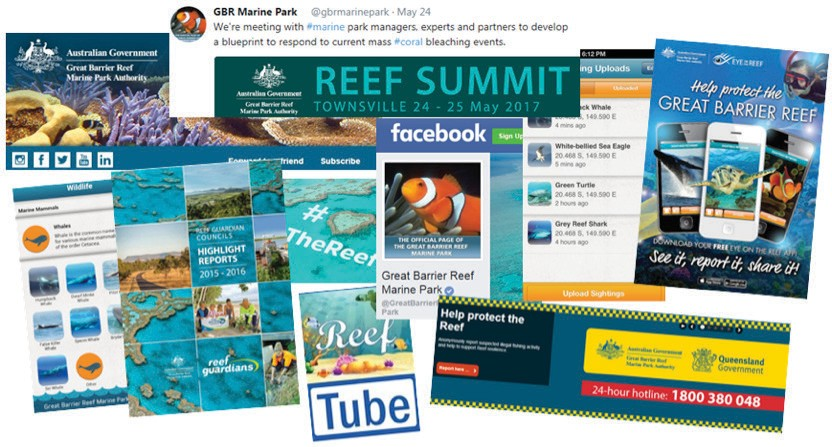 GBR Marine Park @gbrmarinepark · May 24
We're meeting with #marine park managers, experts and partners to develop
a blueprint to respond to current mass #coral bleaching events.
Australian Government
Great Barrier Reef
Marine Park Authority
REEF SUMMIT
TOWNSVILLE 24 - 25 May 2017
Australian Government
Great Barrier Reef
Marine Park Authority
friend
Subscribe
facebook
Sign Up
THE OFFICIAL PAGE OF
THE GREAT BARRIER REEF
MARINE PARK
Great Barrier Reef
Marine Park
@GreatBarrier
Park
6:12 PM
Uploads
Uploaded
Whale
20.468 S, 149.590 E
4 mins ago
White-bellied Sea Eagle
20.468 S, 149.590 E
5 mins ago
Green Turtle
20.468 S, 149.590 E
2 hours ago
Grey Reef Shark
20.468 S, 149.590 E
4 hours ago
Upload Sightings
EYE ON THE REEF
Help protect the
GREAT BARRIER REEF
DOWNLOAD YOUR FREE EYE ON THE REEF APP
See it, report it, share it!
Wildlife
Marine Mammals
Whales
Whale is the common name
for various marine mammals
of the order Cetacea.
Humpback
Whale
Dwarf Minke
Whale
False Killer
Whale
Sperm Whale
Other
Great Barrier Reef Marine Park
REEF GUARDIAN
COUNCILS
HIGHLIGHT
REPORTS
2015 - 2016
reef
guardians
#
TheReef
Reef
Tube
Help protect the
Reef
Anonymously report suspected illegal fishing activity
and help to support Reef resilience
Report here ...
Australian Government
Great Barrier Reef
Marine Park Authority
Queensland
Government
24-hour hotline: 1800 380 048